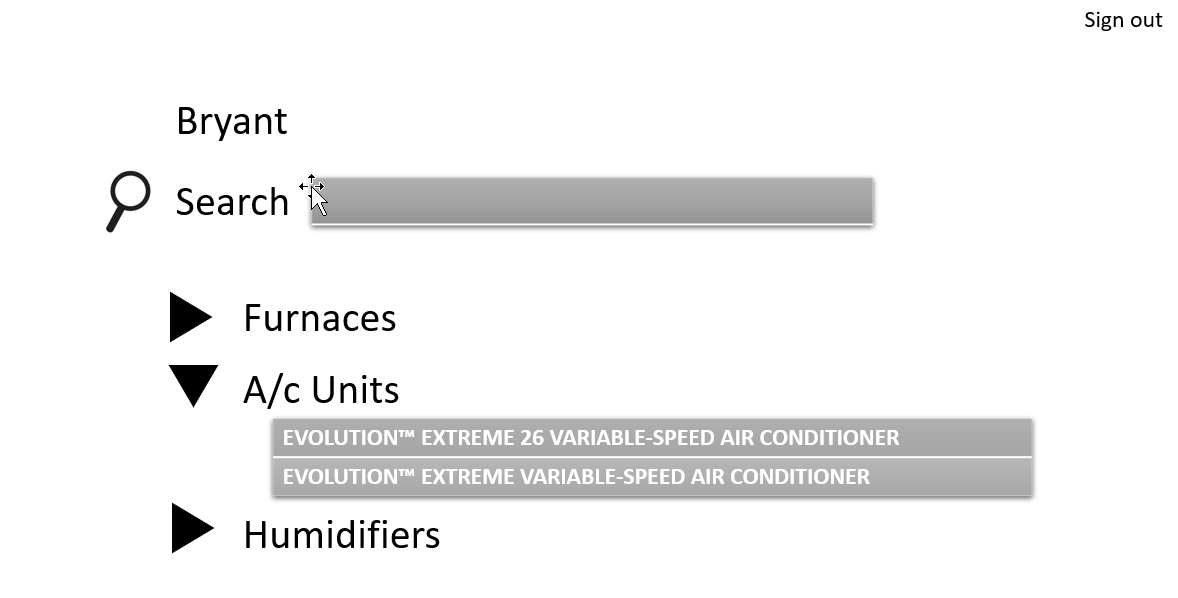 Sign out
Bryant
Search
Furnaces
A/c Units
EVOLUTION™ EXTREME 26 VARIABLE-SPEED AIR CONDITIONER
EVOLUTION™ EXTREME VARIABLE-SPEED AIR CONDITIONER
Humidifiers